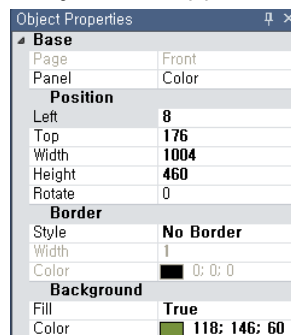 Object Properties
Base
Page Front
Panel Color
Position
Left 8
Top 176
Width 1004
Height 460
Rotate 0
Border
Style No Border
Width 1
Color 0; 0; 0
Background
Fill True
Color 118; 146; 60